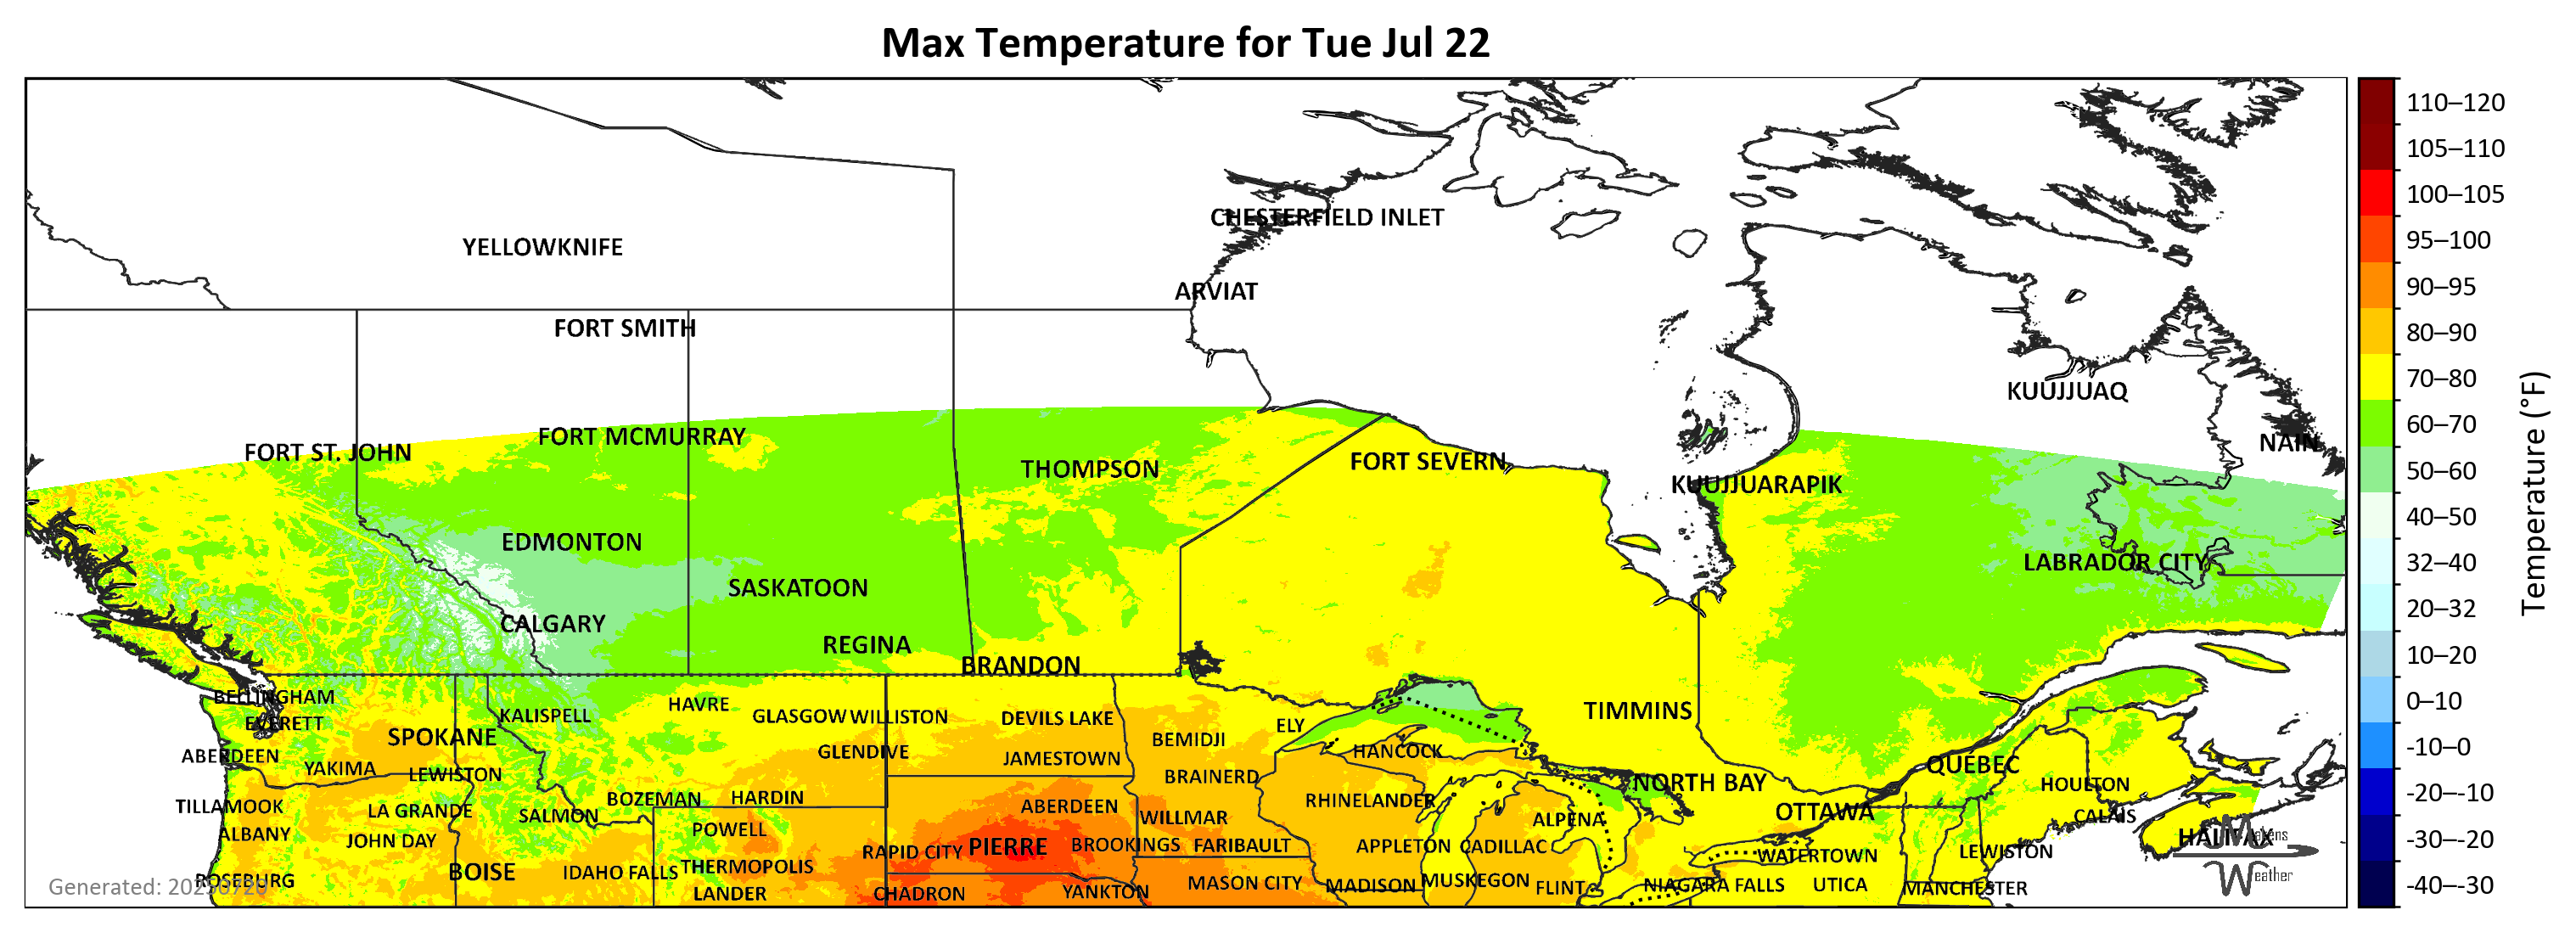 Max Temperature for Tue Jul 22
110–120
105–110
100–105
95–100
90–95
80–90
70–80
60–70
50–60
40–50
32–40
20–32
10–20
0–10
-10–0
-20–-10
-30–-20
-40–-30
Temperature (°F)
CHESTERFIELD INLET
YELLOWKNIFE
ARVIAT
FORT SMITH
KUUJJUAQ
FORT MCMURRAY
NAIN
FORT ST. JOHN
FORT SEVERN
THOMPSON
KUUJJUARAPIK
EDMONTON
LABRADOR CITY
SASKATOON
CALGARY
REGINA
BRANDON
BELLINGHAM
HAVRE
TIMMINS
KALISPELL
GLASGOW
WILLISTON
DEVILS LAKE
EVERETT
ELY
SPOKANE
BEMIDJI
HANCOCK
GLENDIVE
ABERDEEN
JAMESTOWN
QUÉBEC
YAKIMA
LEWISTON
BRAINERD
NORTH BAY
HOULTON
BOZEMAN
HARDIN
RHINELANDER
TILLAMOOK
ABERDEEN
LA GRANDE
SALMON
WILLMAR
OTTAWA
CALAIS
ALPENA
ALBANY
POWELL
HALIFAX
Makens
Weather
JOHN DAY
PIERRE
BROOKINGS
FARIBAULT
APPLETON
CADILLAC
RAPID CITY
LEWISTON
WATERTOWN
BOISE
IDAHO FALLS
THERMOPOLIS
ROSEBURG
MUSKEGON
MASON CITY
MADISON
FLINT
NIAGARA FALLS
UTICA
MANCHESTER
LANDER
CHADRON
YANKTON
Generated: 20250720